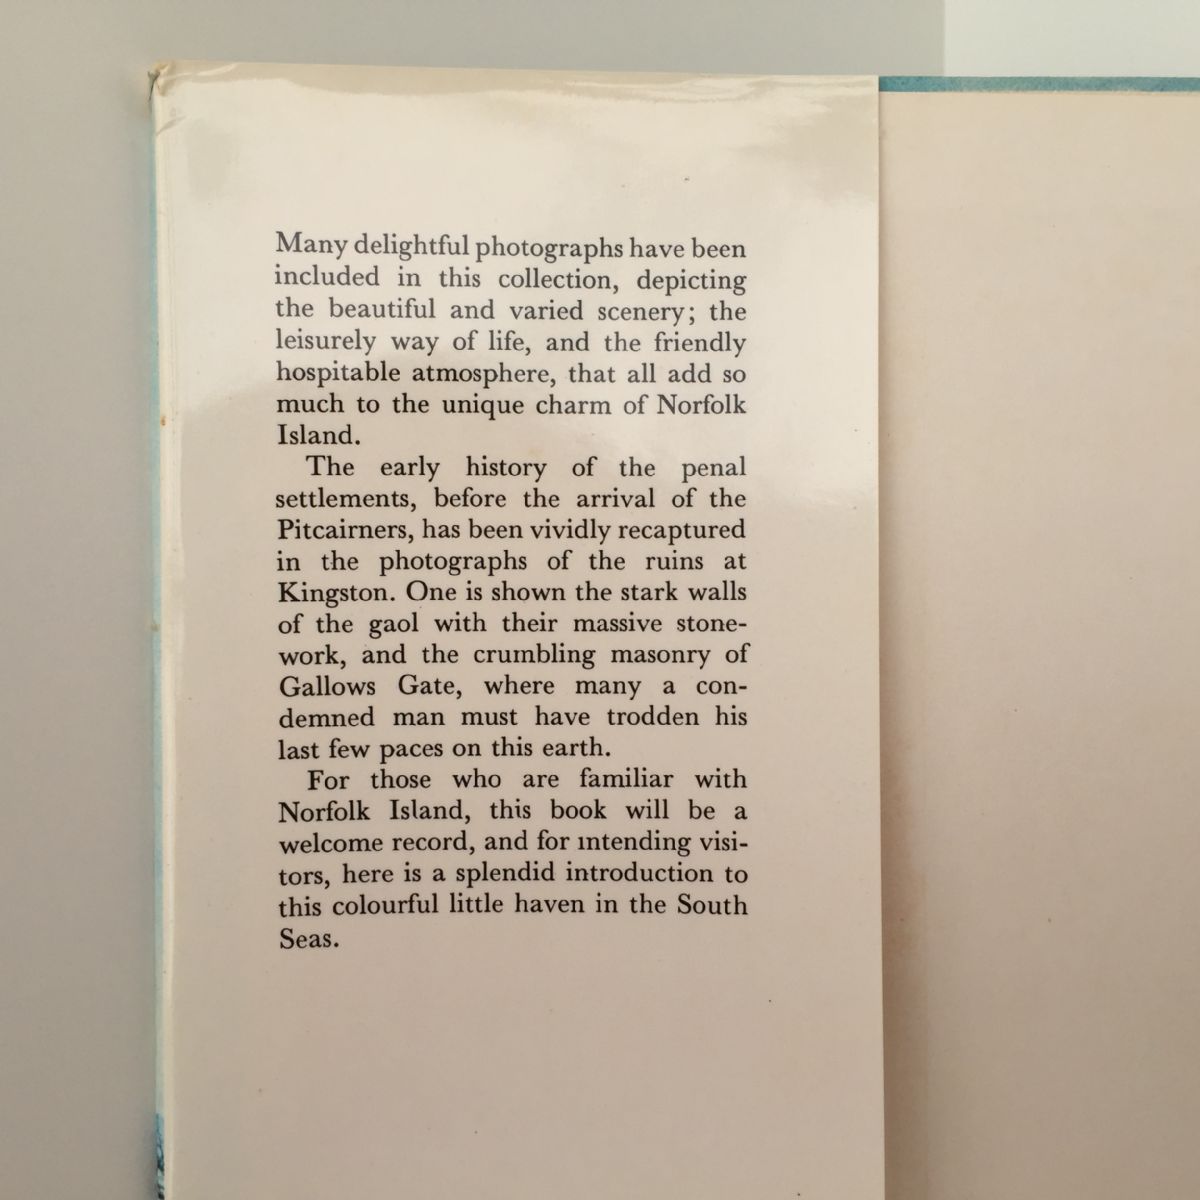 Many delightful photographs have been
included in this collection, depicting
the beautiful and varied scenery; the
leisurely way of life, and the friendly
hospitable atmosphere, that all add so
much to the unique charm of Norfolk
Island.
The early history of the penal
settlements, before the arrival of the
Pitcairners, has been vividly recaptured
in the photographs of the ruins at
Kingston. One is shown the stark walls
of the gaol with their massive stone-
work, and the crumbling masonry of
Gallows Gate, where many a con-
demned man must have trodden his
last few paces on this earth.
For those who are familiar with
Norfolk Island, this book will be a
welcome record, and for intending visi-
tors, here is a splendid introduction to
this colourful little haven in the South
Seas.